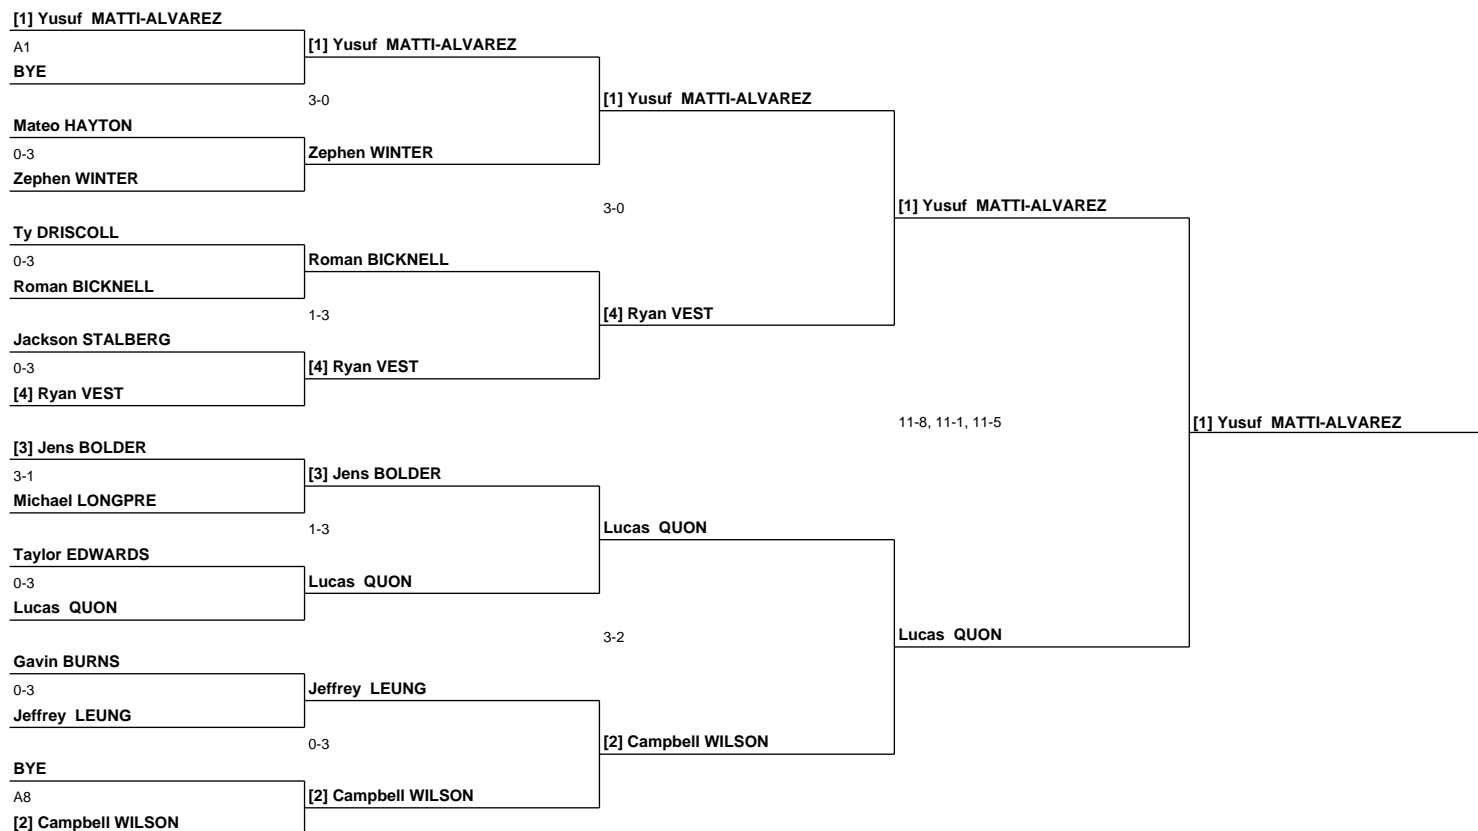 [1] Yusuf  MATTI-ALVAREZ
A1
BYE
Mateo HAYTON
0-3
Zephen WINTER
Ty DRISCOLL
0-3
Roman BICKNELL
Jackson STALBERG
0-3
[4] Ryan VEST
[3] Jens BOLDER
3-1
Michael LONGPRE
Taylor EDWARDS
0-3
Lucas  QUON
Gavin BURNS
0-3
Jeffrey  LEUNG
BYE
A8
[2] Campbell WILSON
[1] Yusuf  MATTI-ALVAREZ
3-0
Zephen WINTER
Roman BICKNELL
1-3
[4] Ryan VEST
[3] Jens BOLDER
1-3
Lucas  QUON
Jeffrey  LEUNG
0-3
[2] Campbell WILSON
[1] Yusuf  MATTI-ALVAREZ
3-0
[4] Ryan VEST
Lucas  QUON
3-2
[2] Campbell WILSON
[1] Yusuf  MATTI-ALVAREZ
11-8, 11-1, 11-5
Lucas  QUON
[1] Yusuf  MATTI-ALVAREZ